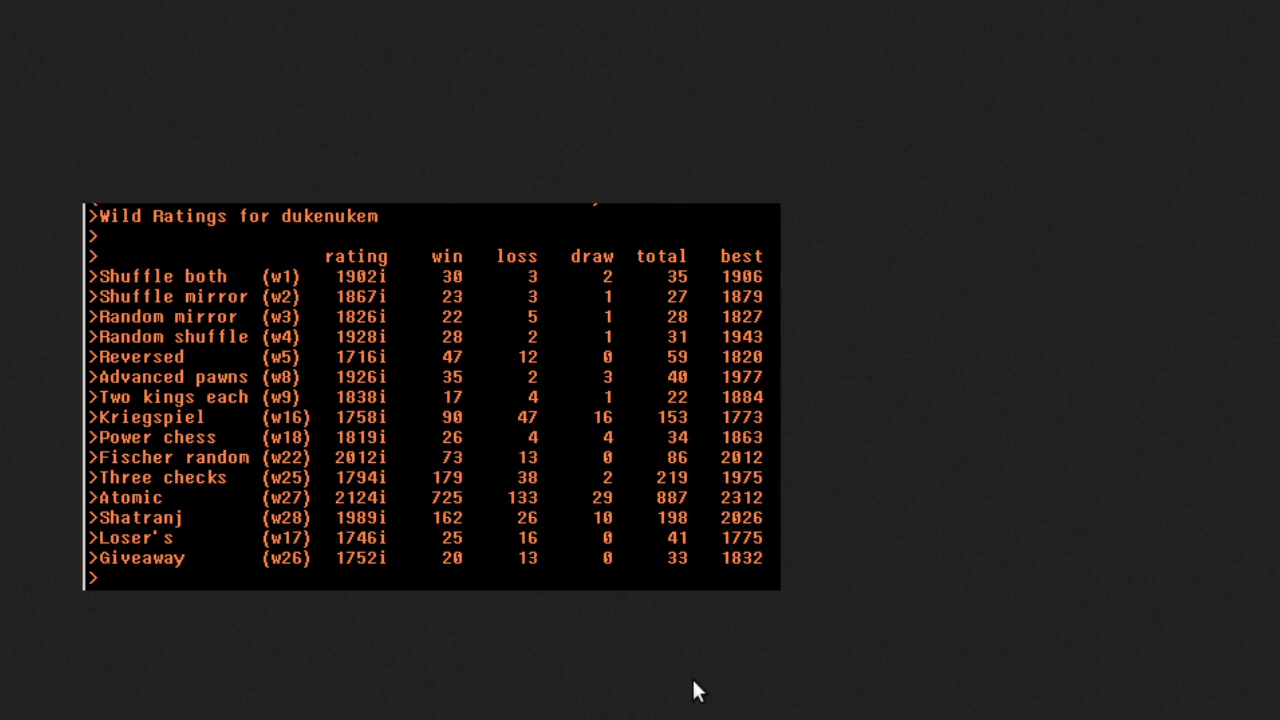 >Wild Ratings for dukenukem
>
> rating win loss draw total best
>Shuffle both (w1) 1902i 30 3 2 35 1906
>Shuffle mirror (w2) 1867i 23 3 1 27 1879
>Random mirror (w3) 1826i 22 5 1 28 1827
>Random shuffle (w4) 1928i 28 2 1 31 1943
>Reversed (w5) 1716i 47 12 0 59 1820
>Advanced pawns (w8) 1926i 35 2 3 40 1977
>Two kings each (w9) 1838i 17 4 1 22 1884
>Kriegspiel (w16) 1758i 90 47 16 153 1773
>Power chess (w18) 1819i 26 4 4 34 1863
>Fischer random (w22) 2012i 73 13 0 86 2012
>Three checks (w25) 1794i 179 38 2 219 1975
>Atomic (w27) 2124i 725 133 29 887 2312
>Shatranj (w28) 1989i 162 26 10 198 2026
>Loser's (w17) 1746i 25 16 0 41 1775
>Giveaway (w26) 1752i 20 13 0 33 1832
>